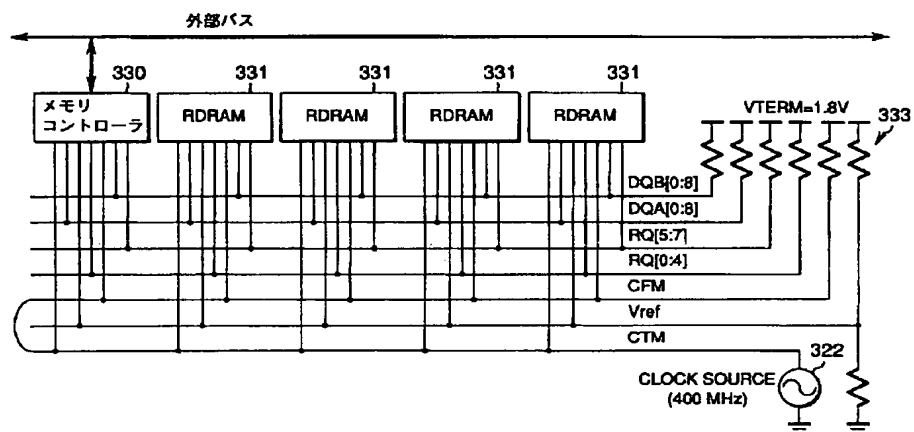 外部バス
330
331
331
331
331
メモリ
コントローラ
RDRAM
RDRAM
RDRAM
RDRAM
VTERM=1.8V
333
DQB[0:8]
DQA[0:8]
RQ[5:7]
RQ[0:4]
CFM
Vref
CTM
322
CLOCK SOURCE
(400 MHz)